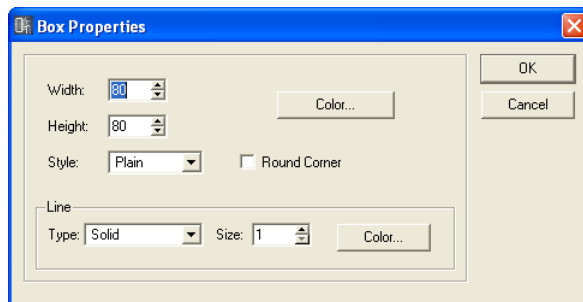 Box Properties
OK
Width: 80
Color...
Cancel
Height: 80
Style: Plain
Round Corner
Line
Type: Solid
Size: 1
Color...